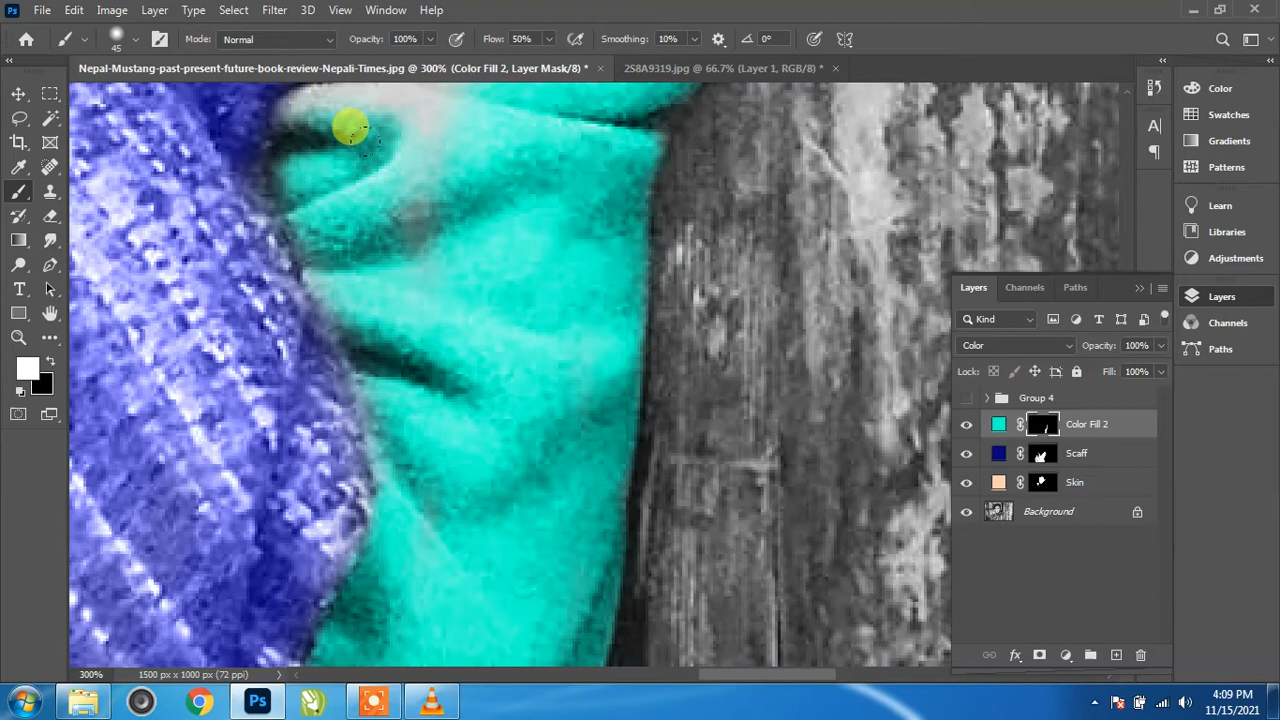 Ps File Edit Image Layer Type Select Filter 3D View Window Help
45 Mode: Normal Opacity: 100% Flow: 50% Smoothing: 10% 0°
Nepal-Mustang-past-present-future-book-review-Nepali-Times.jpg @ 300% (Color Fill 2, Layer Mask/8) * × 2S8A9319.jpg @ 66.7% (Layer 1, RGB/8) * ×
Color
Swatches
Gradients
Patterns
Learn
Libraries
Adjustments
Layers
Channels
Paths
Layers Channels Paths
Kind
Color Opacity: 100%
Lock: Fill: 100%
Group 4
Color Fill 2
Scaff
Skin
Background
300% 1500 px x 1000 px (72 ppi)
Ps
4:09 PM
11/15/2021